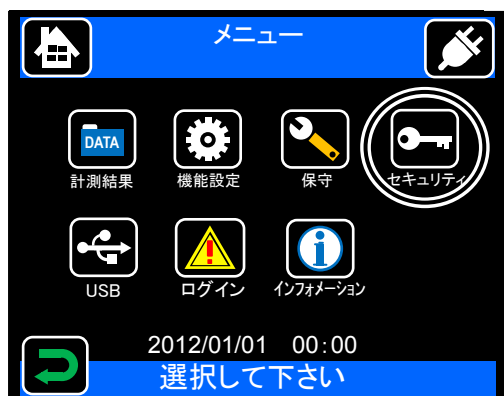 メニュー
DATA
計測結果
機能設定
保守
セキュリティ
USB
ログイン
インフォメーション
2012/01/01 00:00
選択して下さい